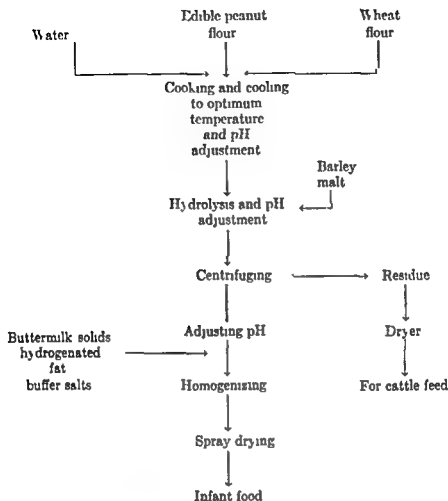 Water
Edible peanut
flour
Wheat
flour
Cooking and cooling
to optimum
temperature
and pH
adjustment
Barley
malt
Hydrolysis and pH
adjustment
Centrifuging
Residue
Adjusting pH
Dryer
Buttermilk solids
hydrogenated
fat
buffer salts
Homogenizing
For cattle feed
Spray drying
Infant food